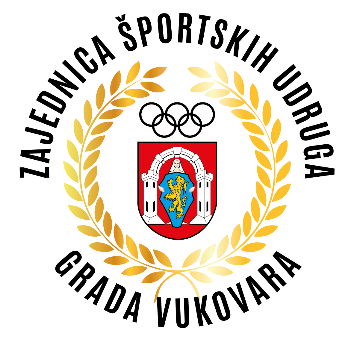 ZAJEDNICA ŠPORTSKIH UDRUGA
GRADA VUKOVARA